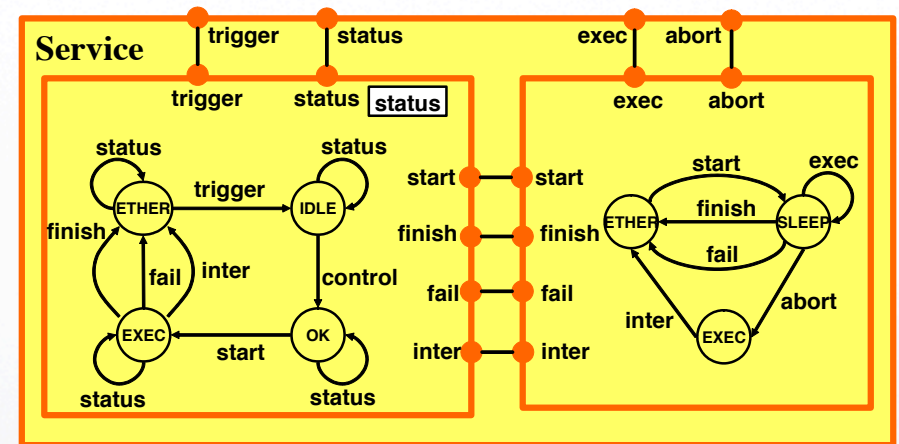 trigger status exec abort
Service
trigger status status exec abort
status status start exec
start start
trigger
ETHER IDLE ETHER finish SLEEP
finish finish finish
fail inter control fail
fail fail abort
inter
EXEC OK inter inter EXEC
start
status status